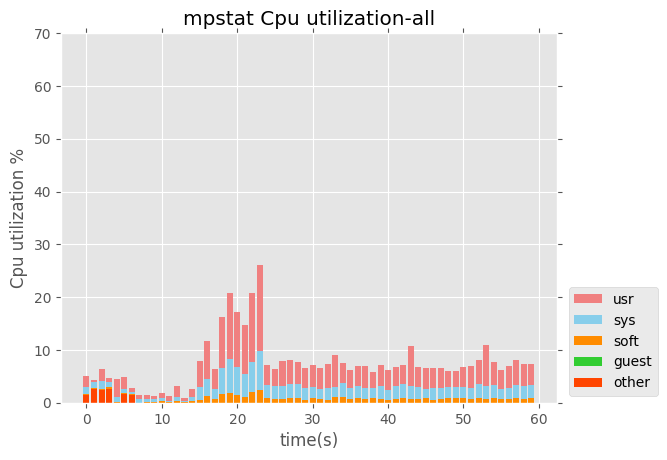 mpstat Cpu utilization-all
70
60
50
40
30
20
10
0
Cpu utilization %
0 10 20 30 40 50 60
time(s)
usr
sys
soft
guest
other